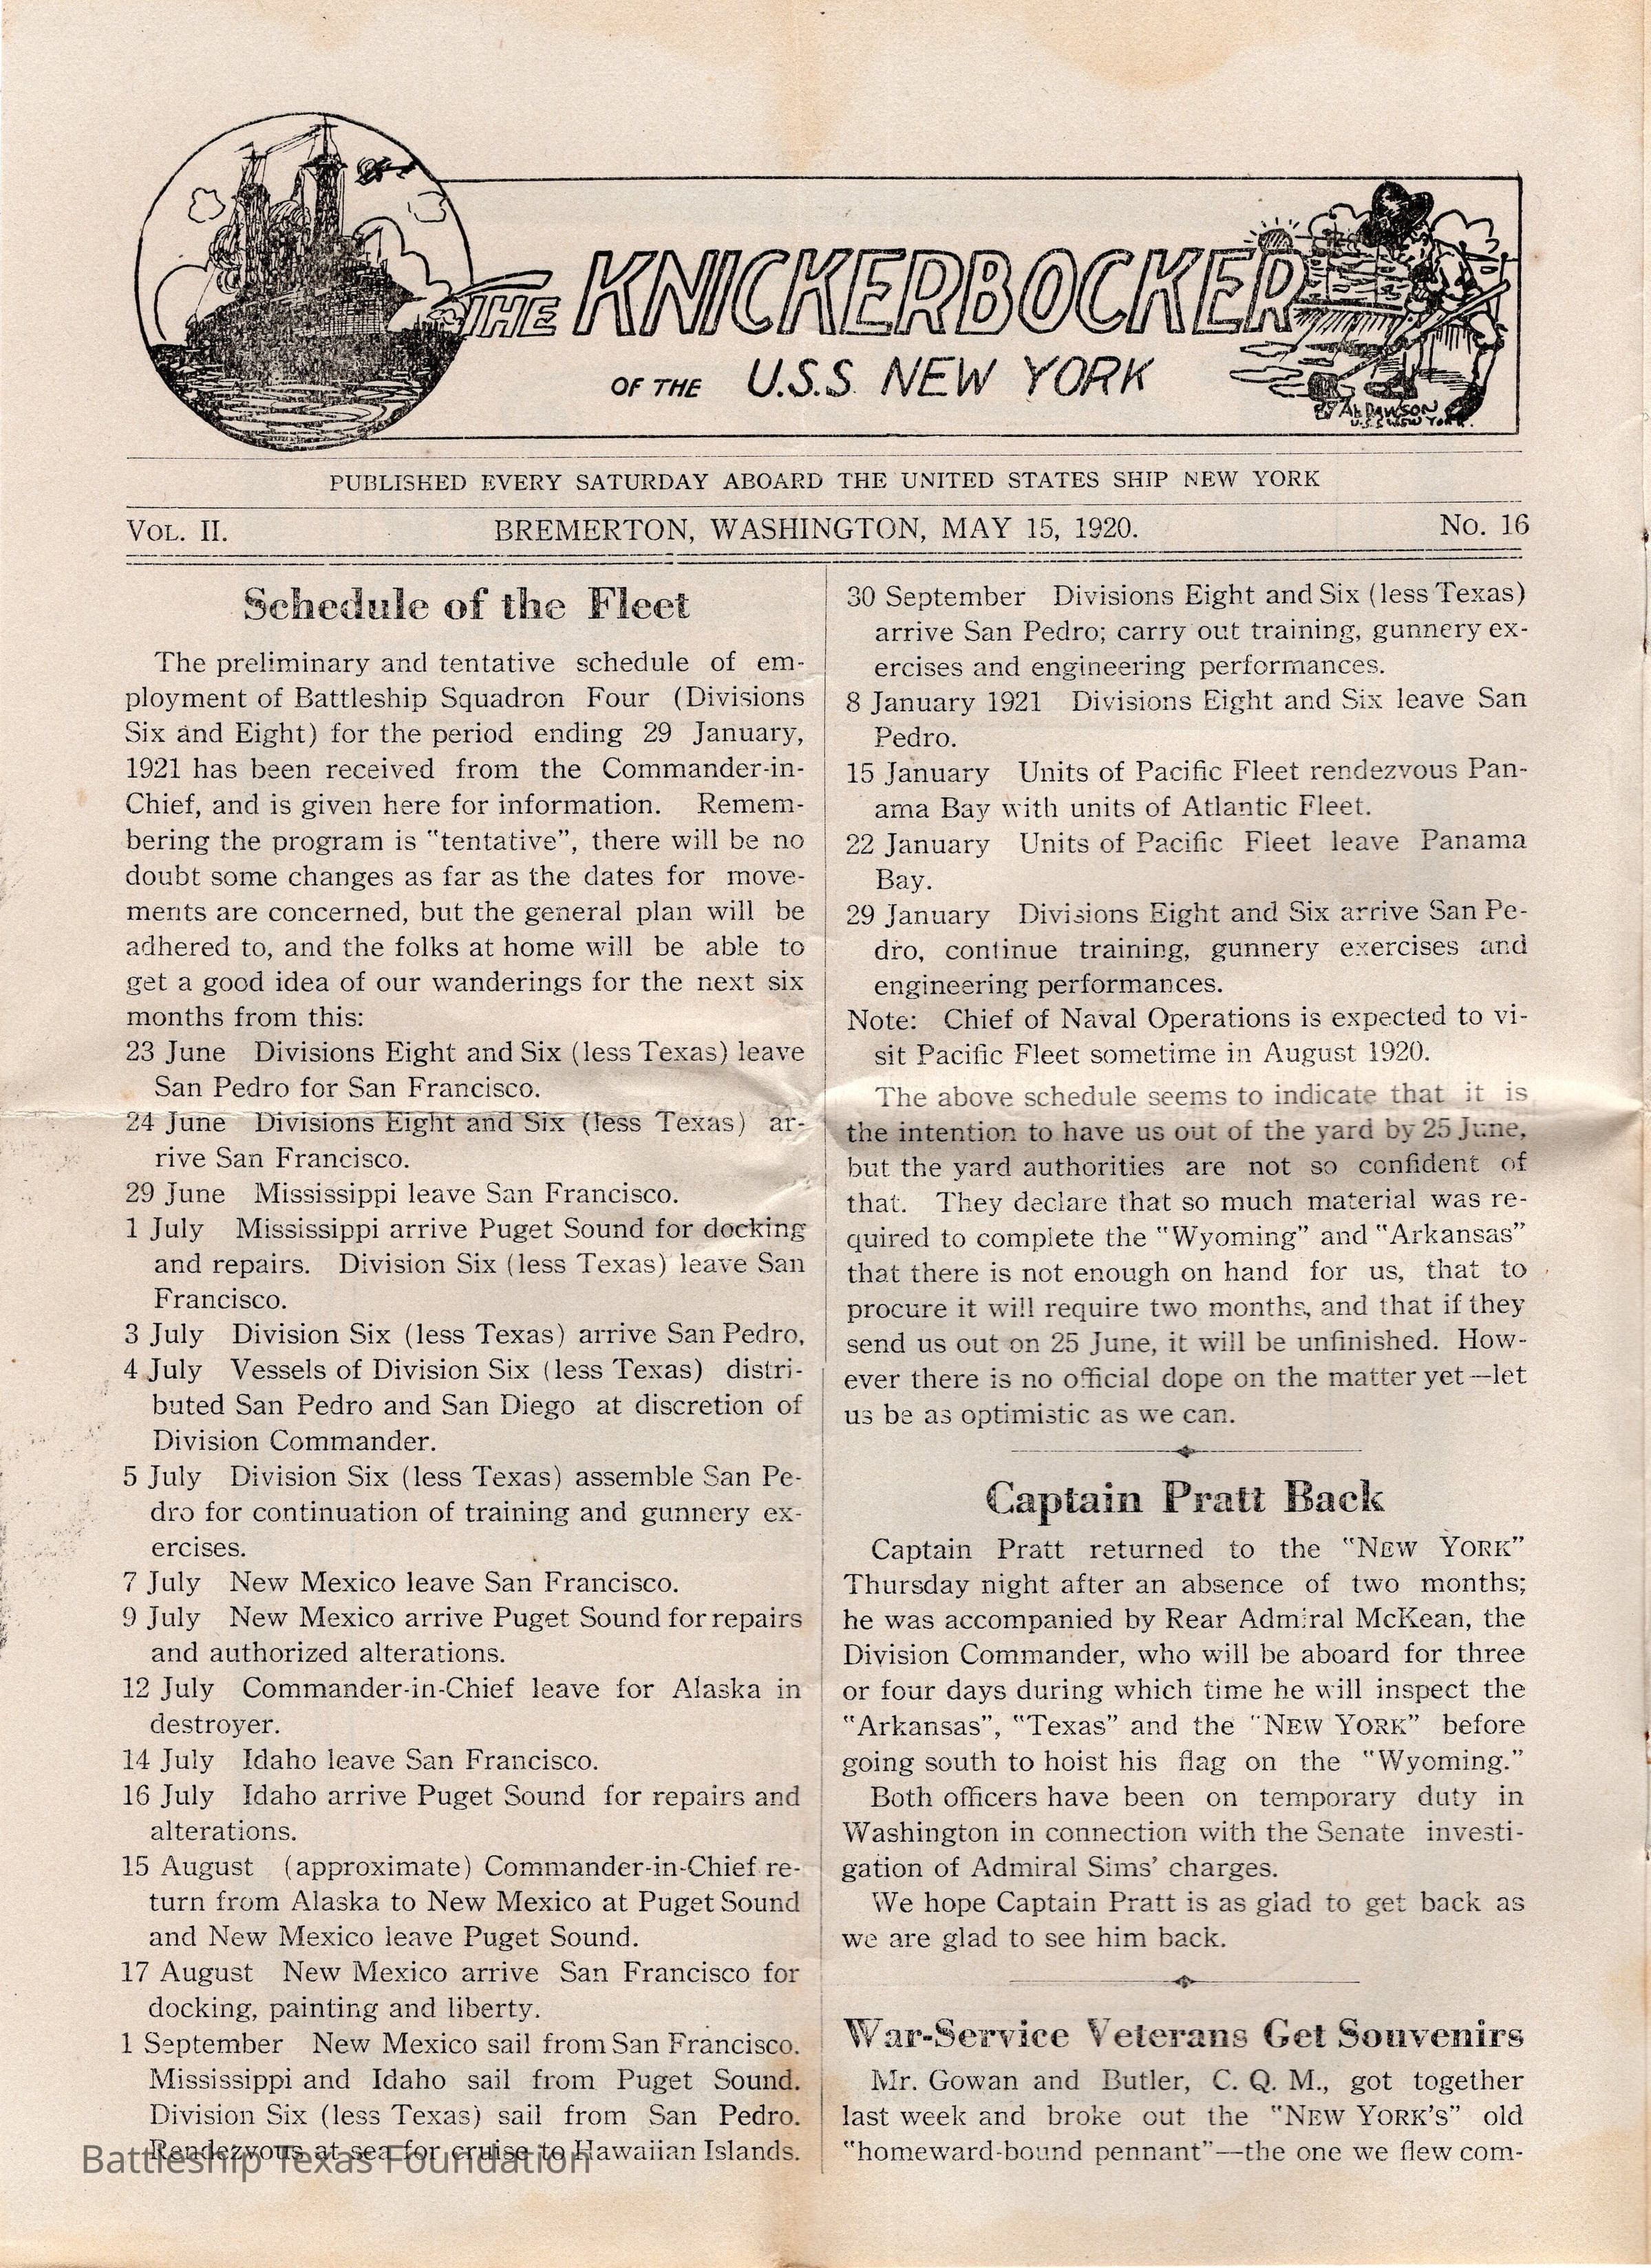 THE KNICKERBOCKER
OF THE U.S.S. NEW YORK
BY AL DAWSON
U.S.S NEW YORK.
PUBLISHED EVERY SATURDAY ABOARD THE UNITED STATES SHIP NEW YORK
VOL. II. BREMERTON, WASHINGTON, MAY 15, 1920. No. 16
Schedule of the Fleet
The preliminary and tentative schedule of em-
ployment of Battleship Squadron Four (Divisions
Six and Eight) for the period ending 29 January,
1921 has been received from the Commander-in-
Chief, and is given here for information. Remem-
bering the program is "tentative", there will be no
doubt some changes as far as the dates for move-
ments are concerned, but the general plan will be
adhered to, and the folks at home will be able to
get a good idea of our wanderings for the next six
months from this:
23 June Divisions Eight and Six (less Texas) leave
San Pedro for San Francisco.
24 June Divisions Eight and Six (less Texas) ar-
rive San Francisco.
29 June Mississippi leave San Francisco.
1 July Mississippi arrive Puget Sound for docking
and repairs. Division Six (less Texas) leave San
Francisco.
3 July Division Six (less Texas) arrive San Pedro,
4 July Vessels of Division Six (less Texas) distri-
buted San Pedro and San Diego at discretion of
Division Commander.
5 July Division Six (less Texas) assemble San Pe-
dro for continuation of training and gunnery ex-
ercises.
7 July New Mexico leave San Francisco.
9 July New Mexico arrive Puget Sound for repairs
and authorized alterations.
12 July Commander-in-Chief leave for Alaska in
destroyer.
14 July Idaho leave San Francisco.
16 July Idaho arrive Puget Sound for repairs and
alterations.
15 August (approximate) Commander-in-Chief re-
turn from Alaska to New Mexico at Puget Sound
and New Mexico leave Puget Sound.
17 August New Mexico arrive San Francisco for
docking, painting and liberty.
1 September New Mexico sail from San Francisco.
Mississippi and Idaho sail from Puget Sound.
Division Six (less Texas) sail from San Pedro.
Rendezvous at sea for cruise to Hawaiian Islands.
30 September Divisions Eight and Six (less Texas)
arrive San Pedro; carry out training, gunnery ex-
ercises and engineering performances.
8 January 1921 Divisions Eight and Six leave San
Pedro.
15 January Units of Pacific Fleet rendezvous Pan-
ama Bay with units of Atlantic Fleet.
22 January Units of Pacific Fleet leave Panama
Bay.
29 January Divisions Eight and Six arrive San Pe-
dro, continue training, gunnery exercises and
engineering performances.
Note: Chief of Naval Operations is expected to vi-
sit Pacific Fleet sometime in August 1920.
The above schedule seems to indicate that it is
the intention to have us out of the yard by 25 June,
but the yard authorities are not so confident of
that. They declare that so much material was re-
quired to complete the "Wyoming" and "Arkansas"
that there is not enough on hand for us, that to
procure it will require two months, and that if they
send us out on 25 June, it will be unfinished. How-
ever there is no official dope on the matter yet—let
us be as optimistic as we can.
Captain Pratt Back
Captain Pratt returned to the "NEW YORK"
Thursday night after an absence of two months;
he was accompanied by Rear Admiral McKean, the
Division Commander, who will be aboard for three
or four days during which time he will inspect the
"Arkansas", "Texas" and the "NEW YORK" before
going south to hoist his flag on the "Wyoming."
Both officers have been on temporary duty in
Washington in connection with the Senate investi-
gation of Admiral Sims' charges.
We hope Captain Pratt is as glad to get back as
we are glad to see him back.
War-Service Veterans Get Souvenirs
Mr. Gowan and Butler, C. Q. M., got together
last week and broke out the "NEW YORK'S" old
"homeward-bound pennant"—the one we flew com-
Battleship Texas Foundation